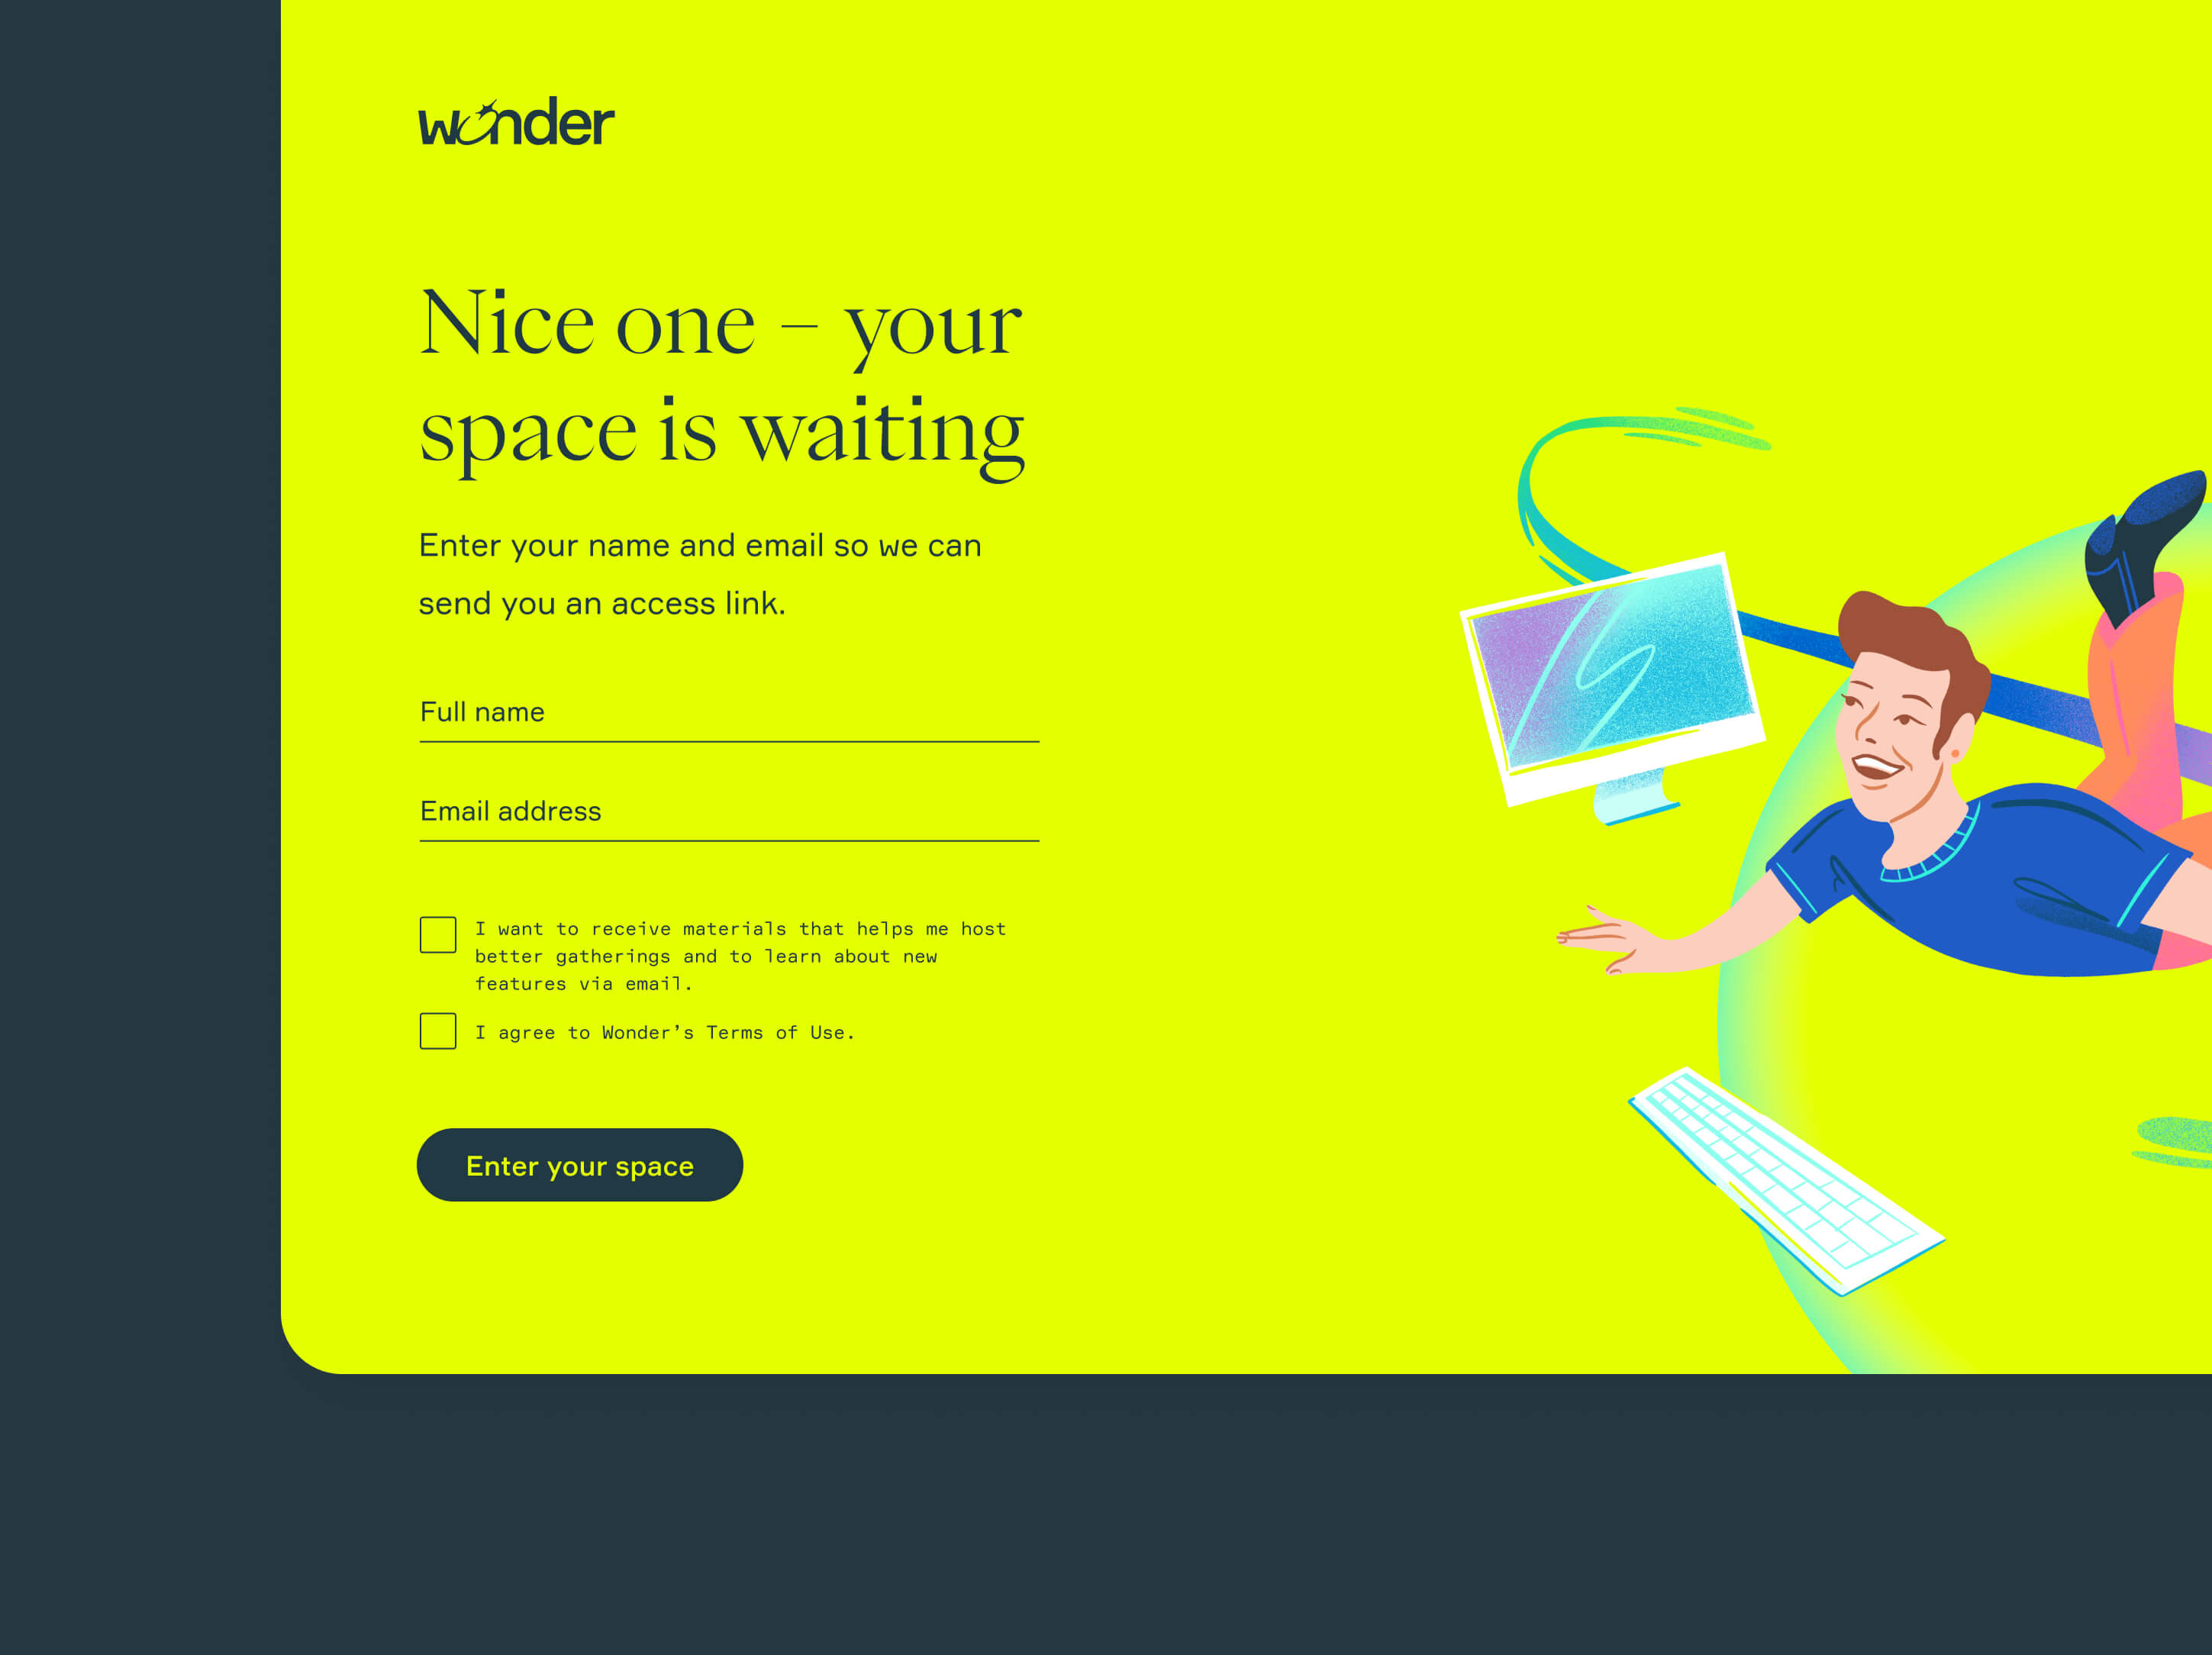 wonder
Nice one – your
space is waiting
Enter your name and email so we can
send you an access link.
Full name
Email address
I want to receive materials that helps me host
better gatherings and to learn about new
features via email.
I agree to Wonder’s Terms of Use.
Enter your space